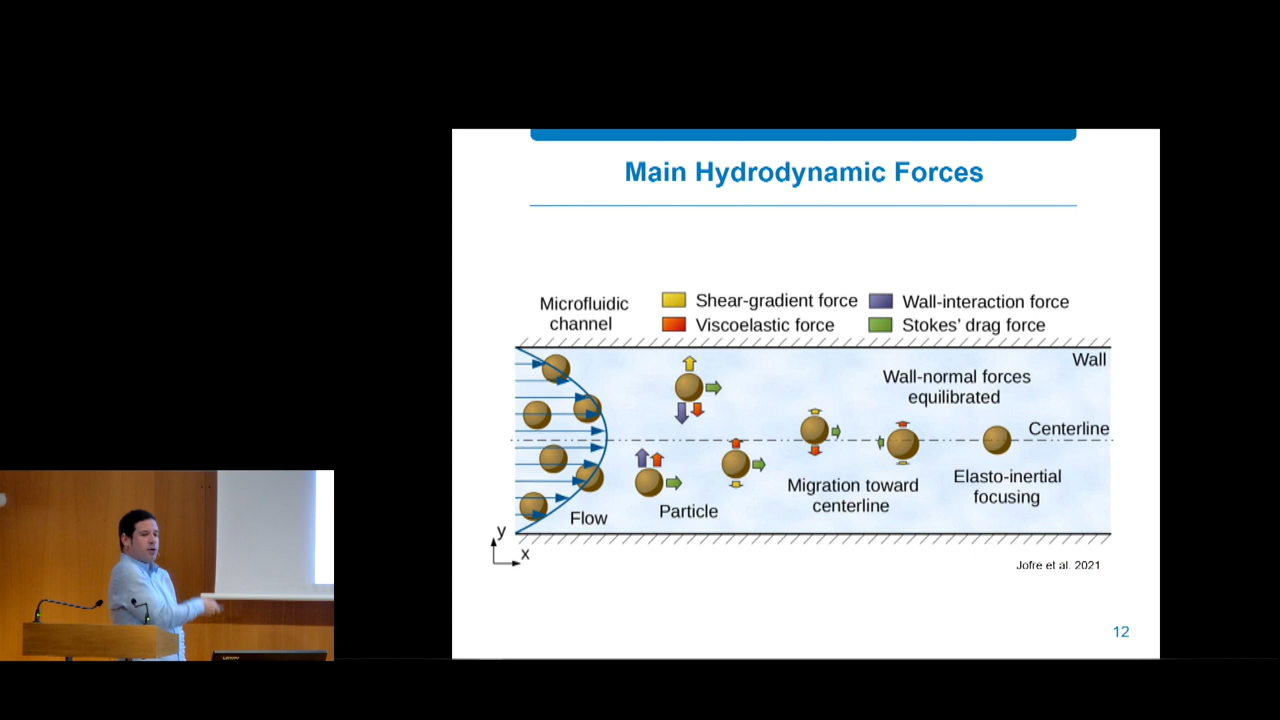 Main Hydrodynamic Forces
Microfluidic
channel
Shear-gradient force
Wall-interaction force
Viscoelastic force
Stokes' drag force
Wall
Wall-normal forces
equilibrated
Centerline
Migration toward
centerline
Elasto-inertial
focusing
Flow
Particle
y
x
Jofre et al. 2021
12
Lenovo